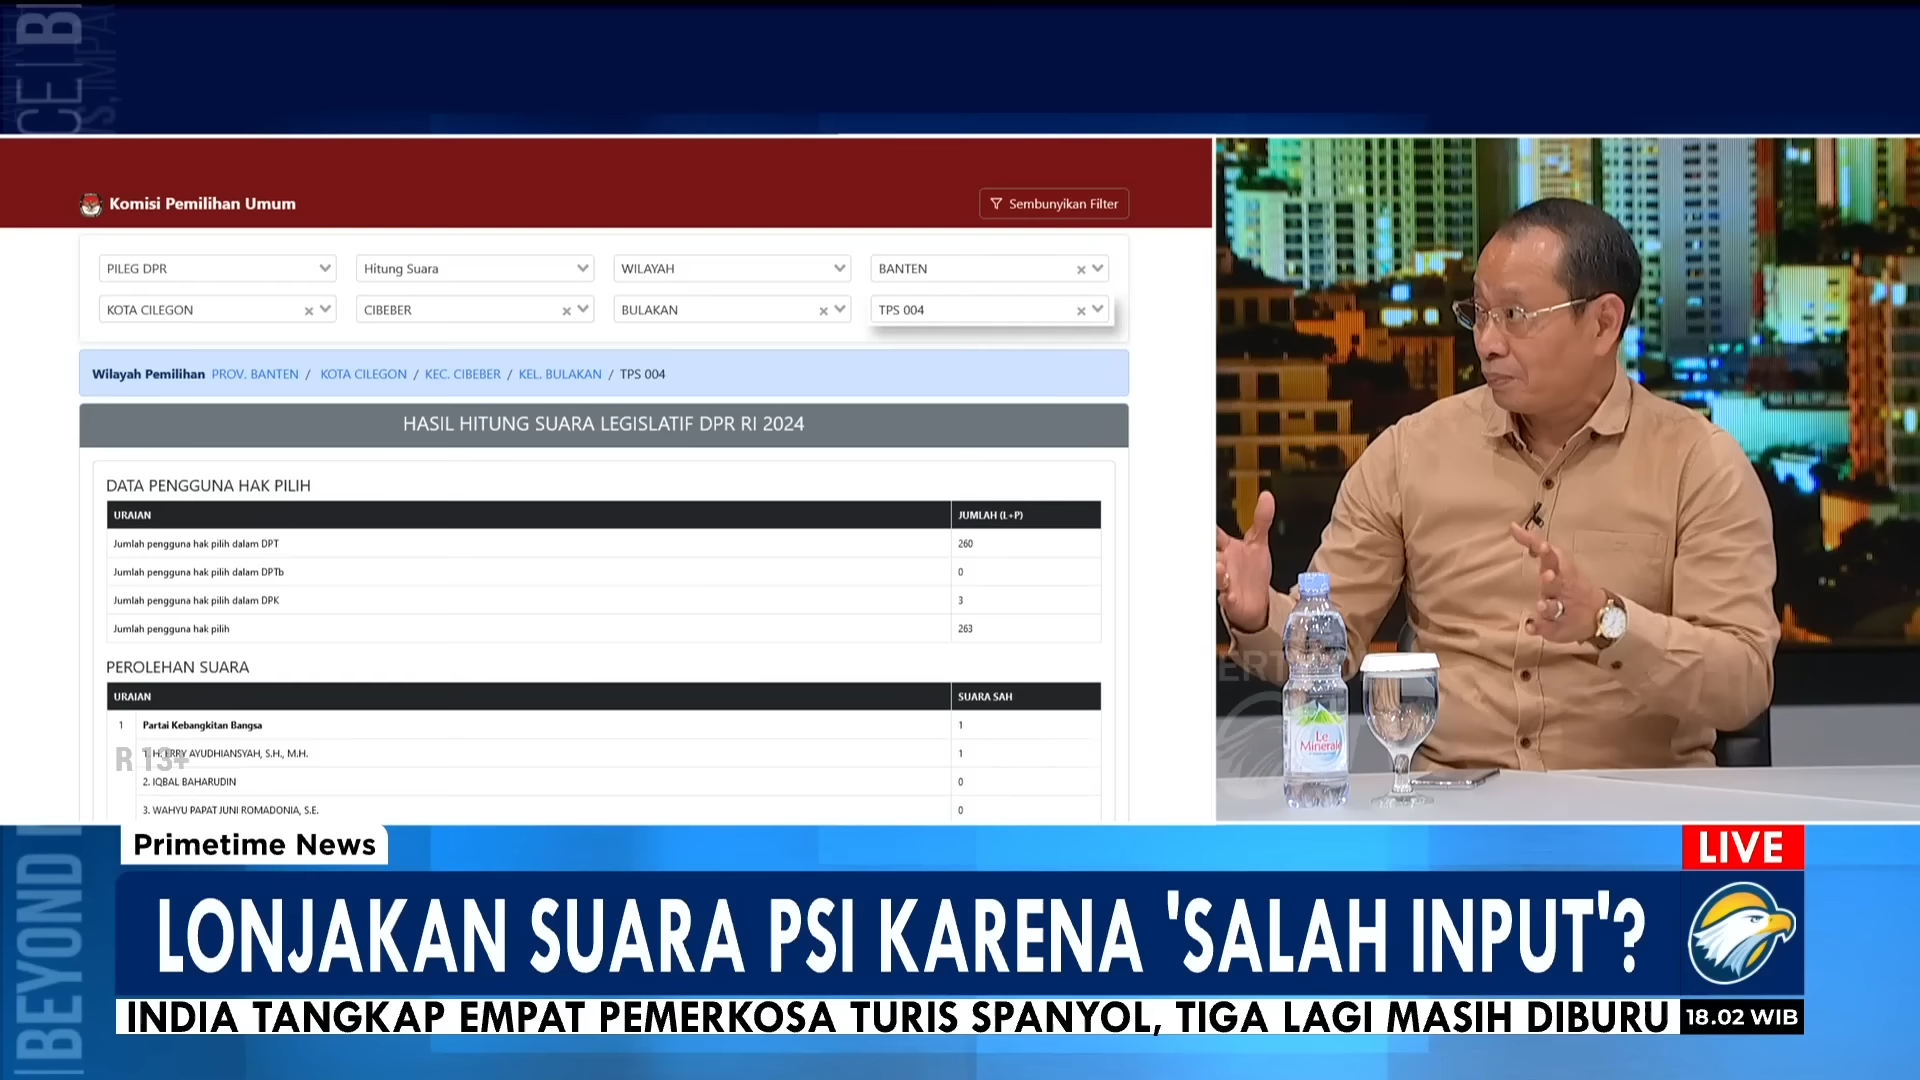 CE | B
S, IMPA
Komisi Pemilihan Umum
Sembunyikan Filter
PILEG DPR
Hitung Suara
WILAYAH
BANTEN
KOTA CILEGON
CIBEBER
BULAKAN
TPS 004
Wilayah Pemilihan PROV. BANTEN / KOTA CILEGON / KEC. CIBEBER / KEL. BULAKAN / TPS 004
HASIL HITUNG SUARA LEGISLATIF DPR RI 2024
DATA PENGGUNA HAK PILIH
URAIAN JUMLAH (L+P)
Jumlah pengguna hak pilih dalam DPT 260
Jumlah pengguna hak pilih dalam DPTb 0
Jumlah pengguna hak pilih dalam DPK 3
Jumlah pengguna hak pilih 263
PEROLEHAN SUARA
URAIAN SUARA SAH
1 Partai Kebangkitan Bangsa 1
1. H. ERRY AYUDHIANSYAH, S.H., M.H. 1
R 13+
2. IQBAL BAHARUDIN 0
3. WAHYU PAPAT JUNI ROMADONIA, S.E. 0
Le
Minerale
Primetime News
LIVE
BEYOND
LONJAKAN SUARA PSI KARENA 'SALAH INPUT'?
INDIA TANGKAP EMPAT PEMERKOSA TURIS SPANYOL, TIGA LAGI MASIH DIBURU
18.02 WIB